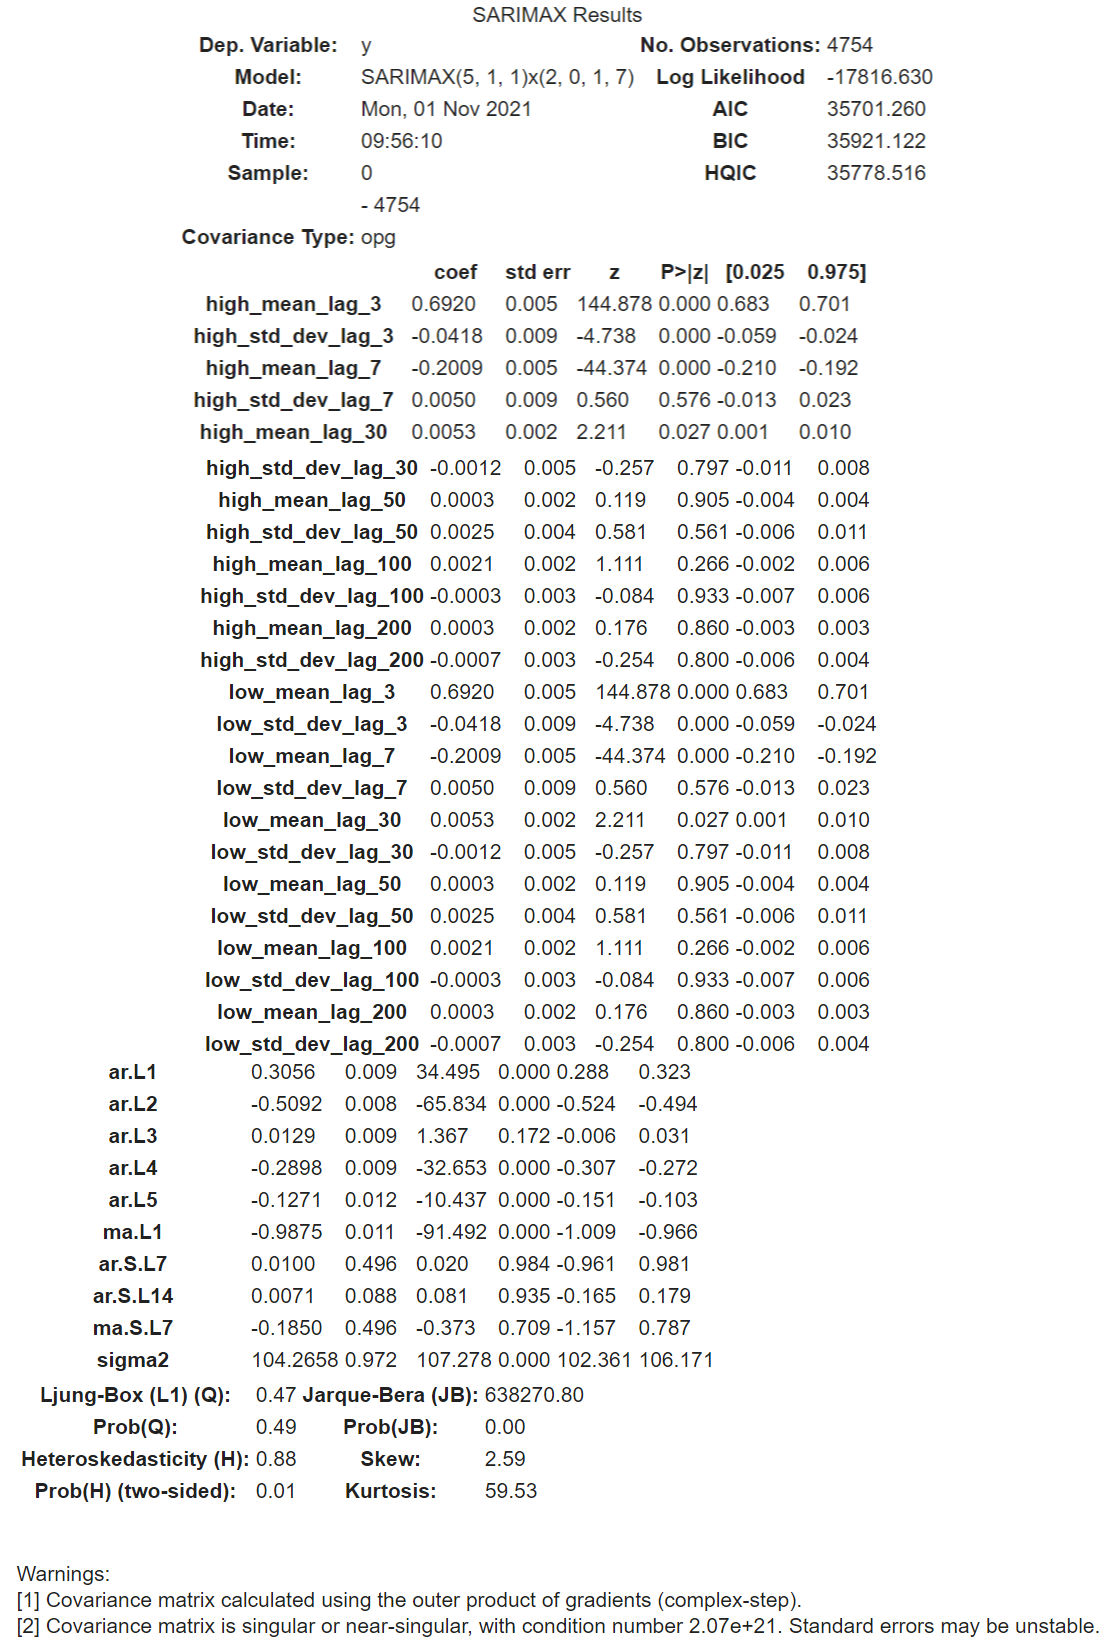 SARIMAX Results
Dep. Variable: y No. Observations: 4754
Model: SARIMAX(5, 1, 1)x(2, 0, 1, 7) Log Likelihood -17816.630
Date: Mon, 01 Nov 2021 AIC 35701.260
Time: 09:56:10 BIC 35921.122
Sample: 0 HQIC 35778.516
- 4754
Covariance Type: opg
coef std err z P>|z| [0.025 0.975]
high_mean_lag_3 0.6920 0.005 144.878 0.000 0.683 0.701
high_std_dev_lag_3 -0.0418 0.009 -4.738 0.000 -0.059 -0.024
high_mean_lag_7 -0.2009 0.005 -44.374 0.000 -0.210 -0.192
high_std_dev_lag_7 0.0050 0.009 0.560 0.576 -0.013 0.023
high_mean_lag_30 0.0053 0.002 2.211 0.027 0.001 0.010
high_std_dev_lag_30 -0.0012 0.005 -0.257 0.797 -0.011 0.008
high_mean_lag_50 0.0003 0.002 0.119 0.905 -0.004 0.004
high_std_dev_lag_50 0.0025 0.004 0.581 0.561 -0.006 0.011
high_mean_lag_100 0.0021 0.002 1.111 0.266 -0.002 0.006
high_std_dev_lag_100 -0.0003 0.003 -0.084 0.933 -0.007 0.006
high_mean_lag_200 0.0003 0.002 0.176 0.860 -0.003 0.003
high_std_dev_lag_200 -0.0007 0.003 -0.254 0.800 -0.006 0.004
low_mean_lag_3 0.6920 0.005 144.878 0.000 0.683 0.701
low_std_dev_lag_3 -0.0418 0.009 -4.738 0.000 -0.059 -0.024
low_mean_lag_7 -0.2009 0.005 -44.374 0.000 -0.210 -0.192
low_std_dev_lag_7 0.0050 0.009 0.560 0.576 -0.013 0.023
low_mean_lag_30 0.0053 0.002 2.211 0.027 0.001 0.010
low_std_dev_lag_30 -0.0012 0.005 -0.257 0.797 -0.011 0.008
low_mean_lag_50 0.0003 0.002 0.119 0.905 -0.004 0.004
low_std_dev_lag_50 0.0025 0.004 0.581 0.561 -0.006 0.011
low_mean_lag_100 0.0021 0.002 1.111 0.266 -0.002 0.006
low_std_dev_lag_100 -0.0003 0.003 -0.084 0.933 -0.007 0.006
low_mean_lag_200 0.0003 0.002 0.176 0.860 -0.003 0.003
low_std_dev_lag_200 -0.0007 0.003 -0.254 0.800 -0.006 0.004
ar.L1 0.3056 0.009 34.495 0.000 0.288 0.323
ar.L2 -0.5092 0.008 -65.834 0.000 -0.524 -0.494
ar.L3 0.0129 0.009 1.367 0.172 -0.006 0.031
ar.L4 -0.2898 0.009 -32.653 0.000 -0.307 -0.272
ar.L5 -0.1271 0.012 -10.437 0.000 -0.151 -0.103
ma.L1 -0.9875 0.011 -91.492 0.000 -1.009 -0.966
ar.S.L7 0.0100 0.496 0.020 0.984 -0.961 0.981
ar.S.L14 0.0071 0.088 0.081 0.935 -0.165 0.179
ma.S.L7 -0.1850 0.496 -0.373 0.709 -1.157 0.787
sigma2 104.2658 0.972 107.278 0.000 102.361 106.171
Ljung-Box (L1) (Q): 0.47 Jarque-Bera (JB): 638270.80
Prob(Q): 0.49 Prob(JB): 0.00
Heteroskedasticity (H): 0.88 Skew: 2.59
Prob(H) (two-sided): 0.01 Kurtosis: 59.53
Warnings:
[1] Covariance matrix calculated using the outer product of gradients (complex-step).
[2] Covariance matrix is singular or near-singular, with condition number 2.07e+21. Standard errors may be unstable.